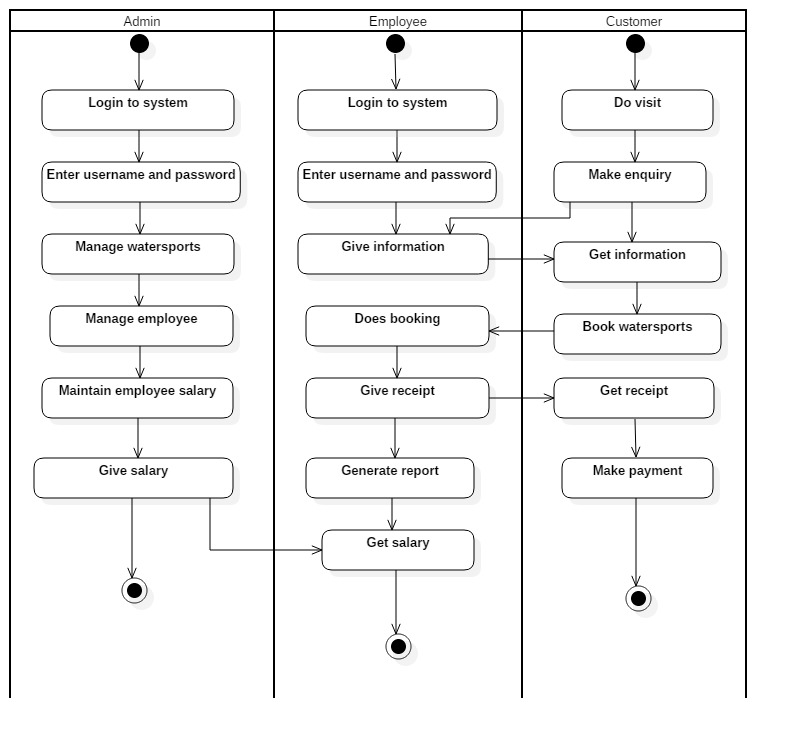 Admin
Employee
Customer
Login to system
Enter username and password
Manage watersports
Manage employee
Maintain employee salary
Give salary
Login to system
Enter username and password
Give information
Does booking
Give receipt
Generate report
Get salary
Do visit
Make enquiry
Get information
Book watersports
Get receipt
Make payment